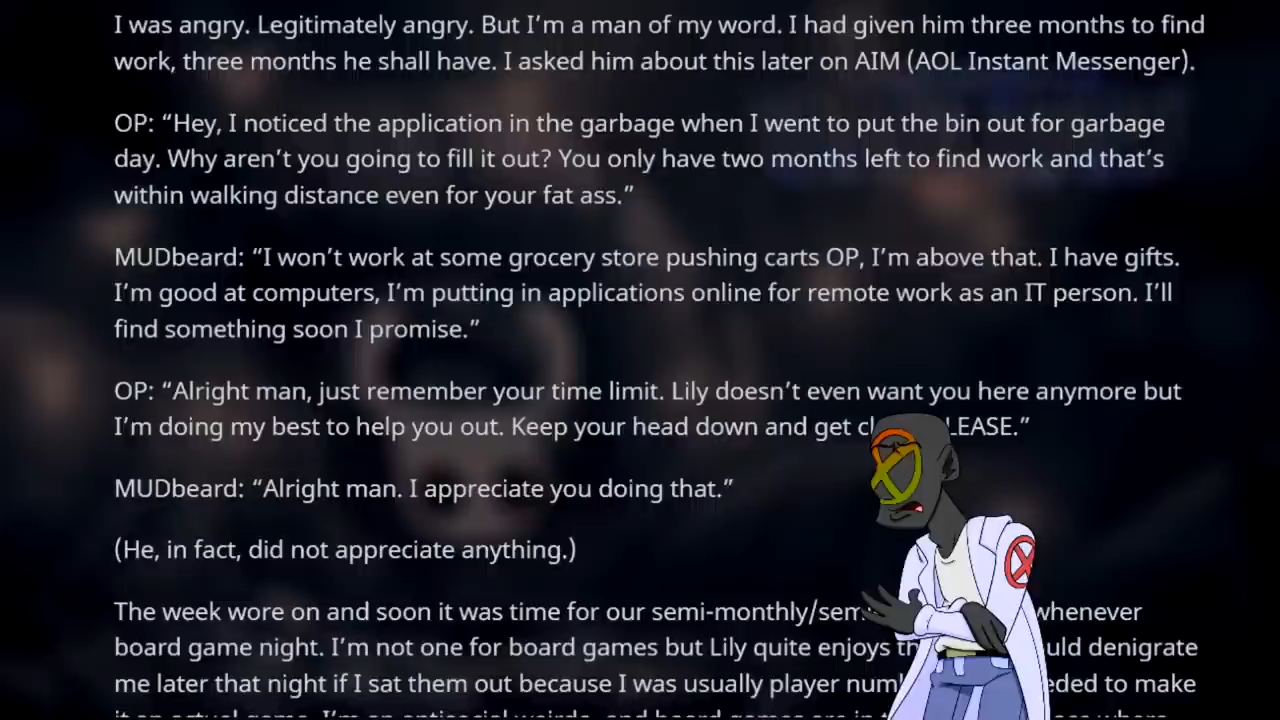 I was angry. Legitimately angry. But I’m a man of my word. I had given him three months to find
work, three months he shall have. I asked him about this later on AIM (AOL Instant Messenger).
OP: “Hey, I noticed the application in the garbage when I went to put the bin out for garbage
day. Why aren’t you going to fill it out? You only have two months left to find work and that’s
within walking distance even for your fat ass.”
MUDbeard: “I won’t work at some grocery store pushing carts OP, I’m above that. I have gifts.
I’m good at computers, I’m putting in applications online for remote work as an IT person. I’ll
find something soon I promise.”
OP: “Alright man, just remember your time limit. Lily doesn’t even want you here anymore but
I’m doing my best to help you out. Keep your head down and get LEASE.”
MUDbeard: “Alright man. I appreciate you doing that.”
(He, in fact, did not appreciate anything.)
The week wore on and soon it was time for our semi-monthly/sem whenever
board game night. I’m not one for board games but Lily quite enjoys uld denigrate
me later that night if I sat them out because I was usually player eded to make